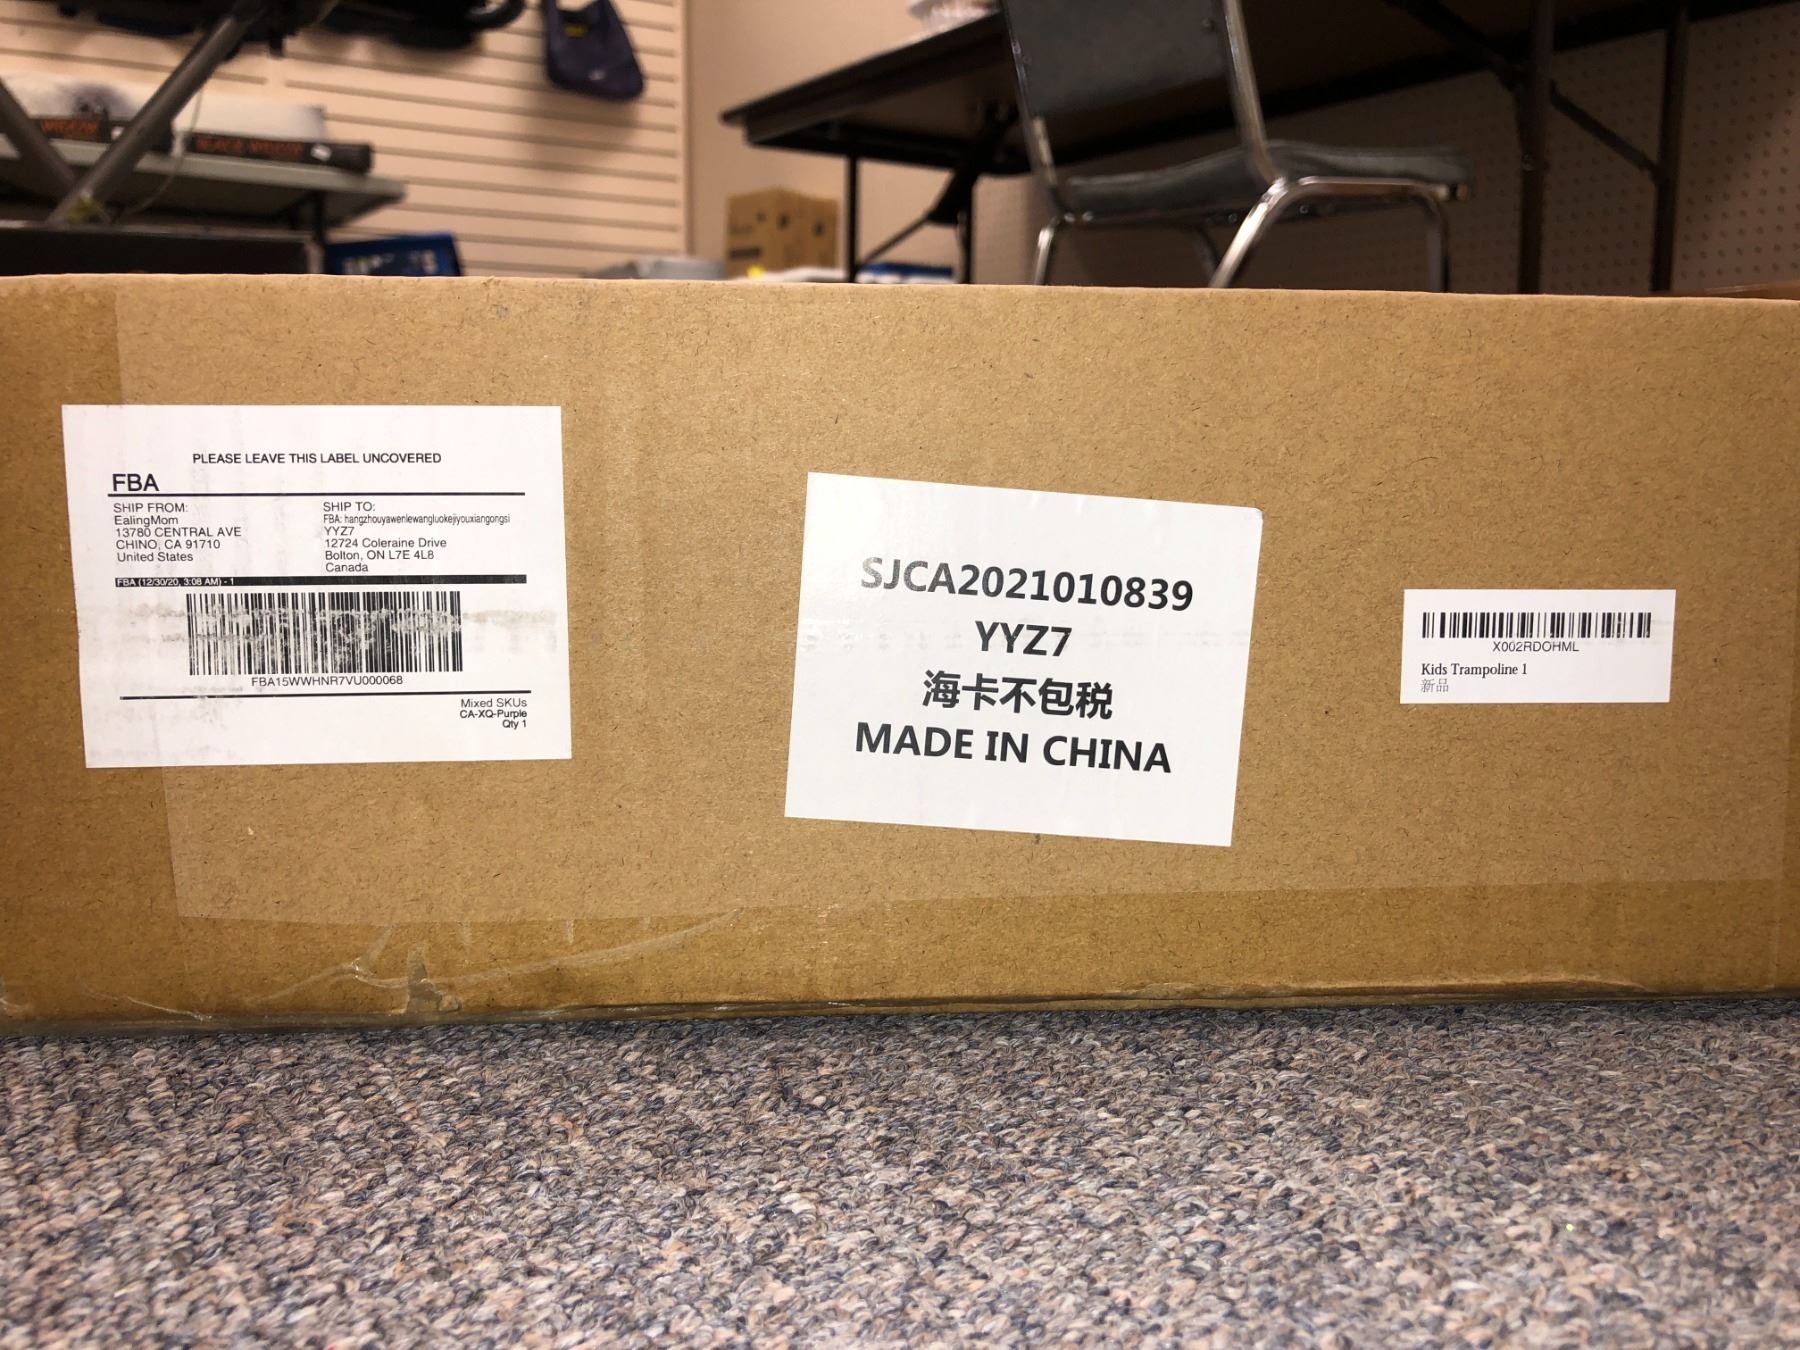 PLEASE LEAVE THIS LABEL UNCOVERED
FBA
SHIP FROM:
EalingMom
13780 CENTRAL AVE
CHINO, CA 91710
United States
SHIP TO:
FBA: hangzhouyawenlewangluokejiyouxiangongsi
YYZ7
12724 Coleraine Drive
Bolton, ON L7E 4L8
Canada
FBA (12/30/20, 3:08 AM) - 1
FBA15WWHNR7VU000068
Mixed SKUs
CA-XQ-Purple
Qty 1
SJCA2021010839
YYZ7
海卡不包税
MADE IN CHINA
X002RDOHML
Kids Trampoline 1
新品
BLACK WIDOW